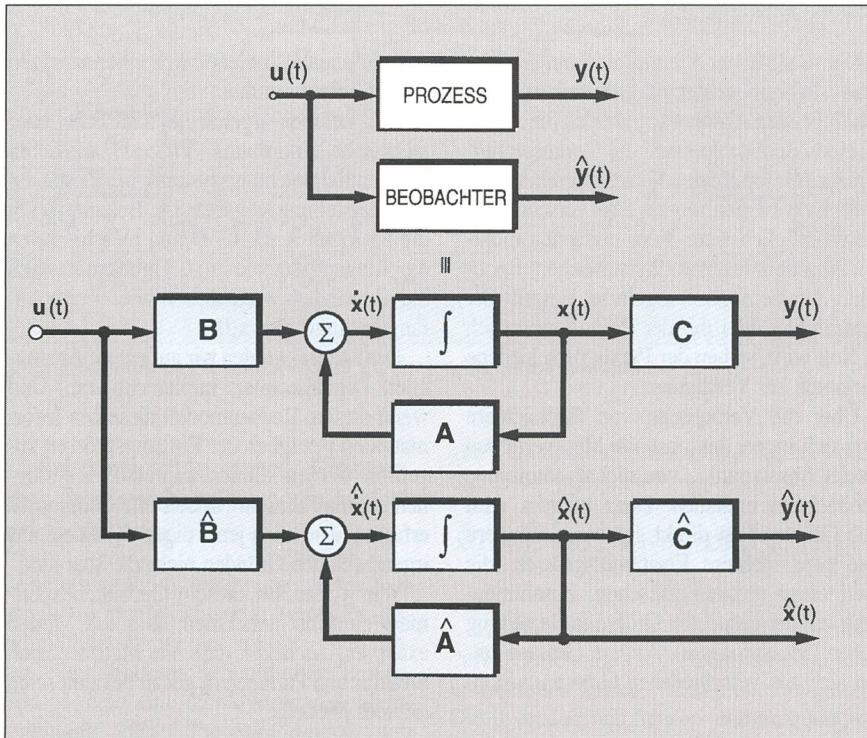 u(t)
PROZESS
y(t)
BEOBACHTER
ŷ(t)
≡
u(t)
B
Σ
ẋ(t)
∫
x(t)
C
y(t)
A
B̂
Σ
x̂̇(t)
∫
x̂(t)
Ĉ
ŷ(t)
Â
x̂(t)